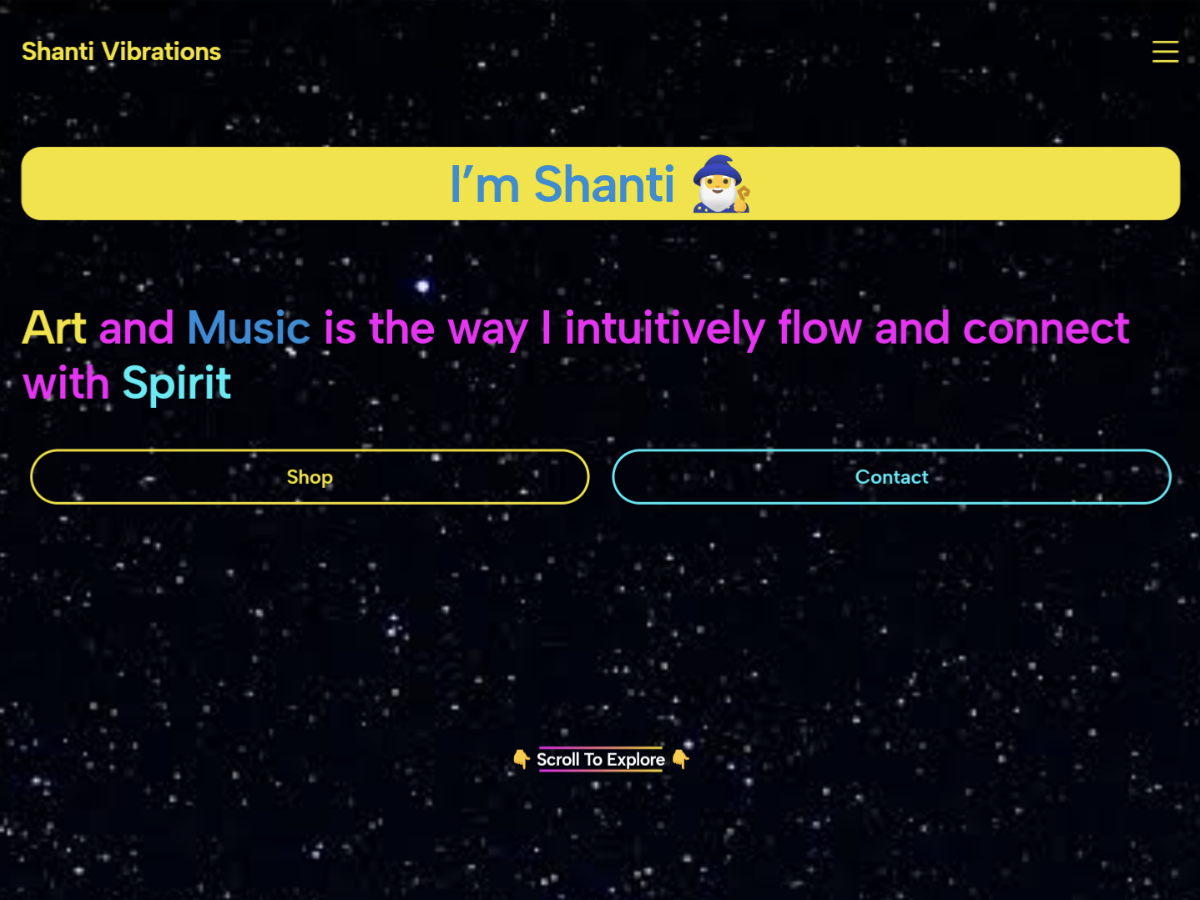 Shanti Vibrations
I’m Shanti 🧙‍♂️
Art and Music is the way I intuitively flow and connect
with Spirit
Shop
Contact
👇 Scroll To Explore 👇